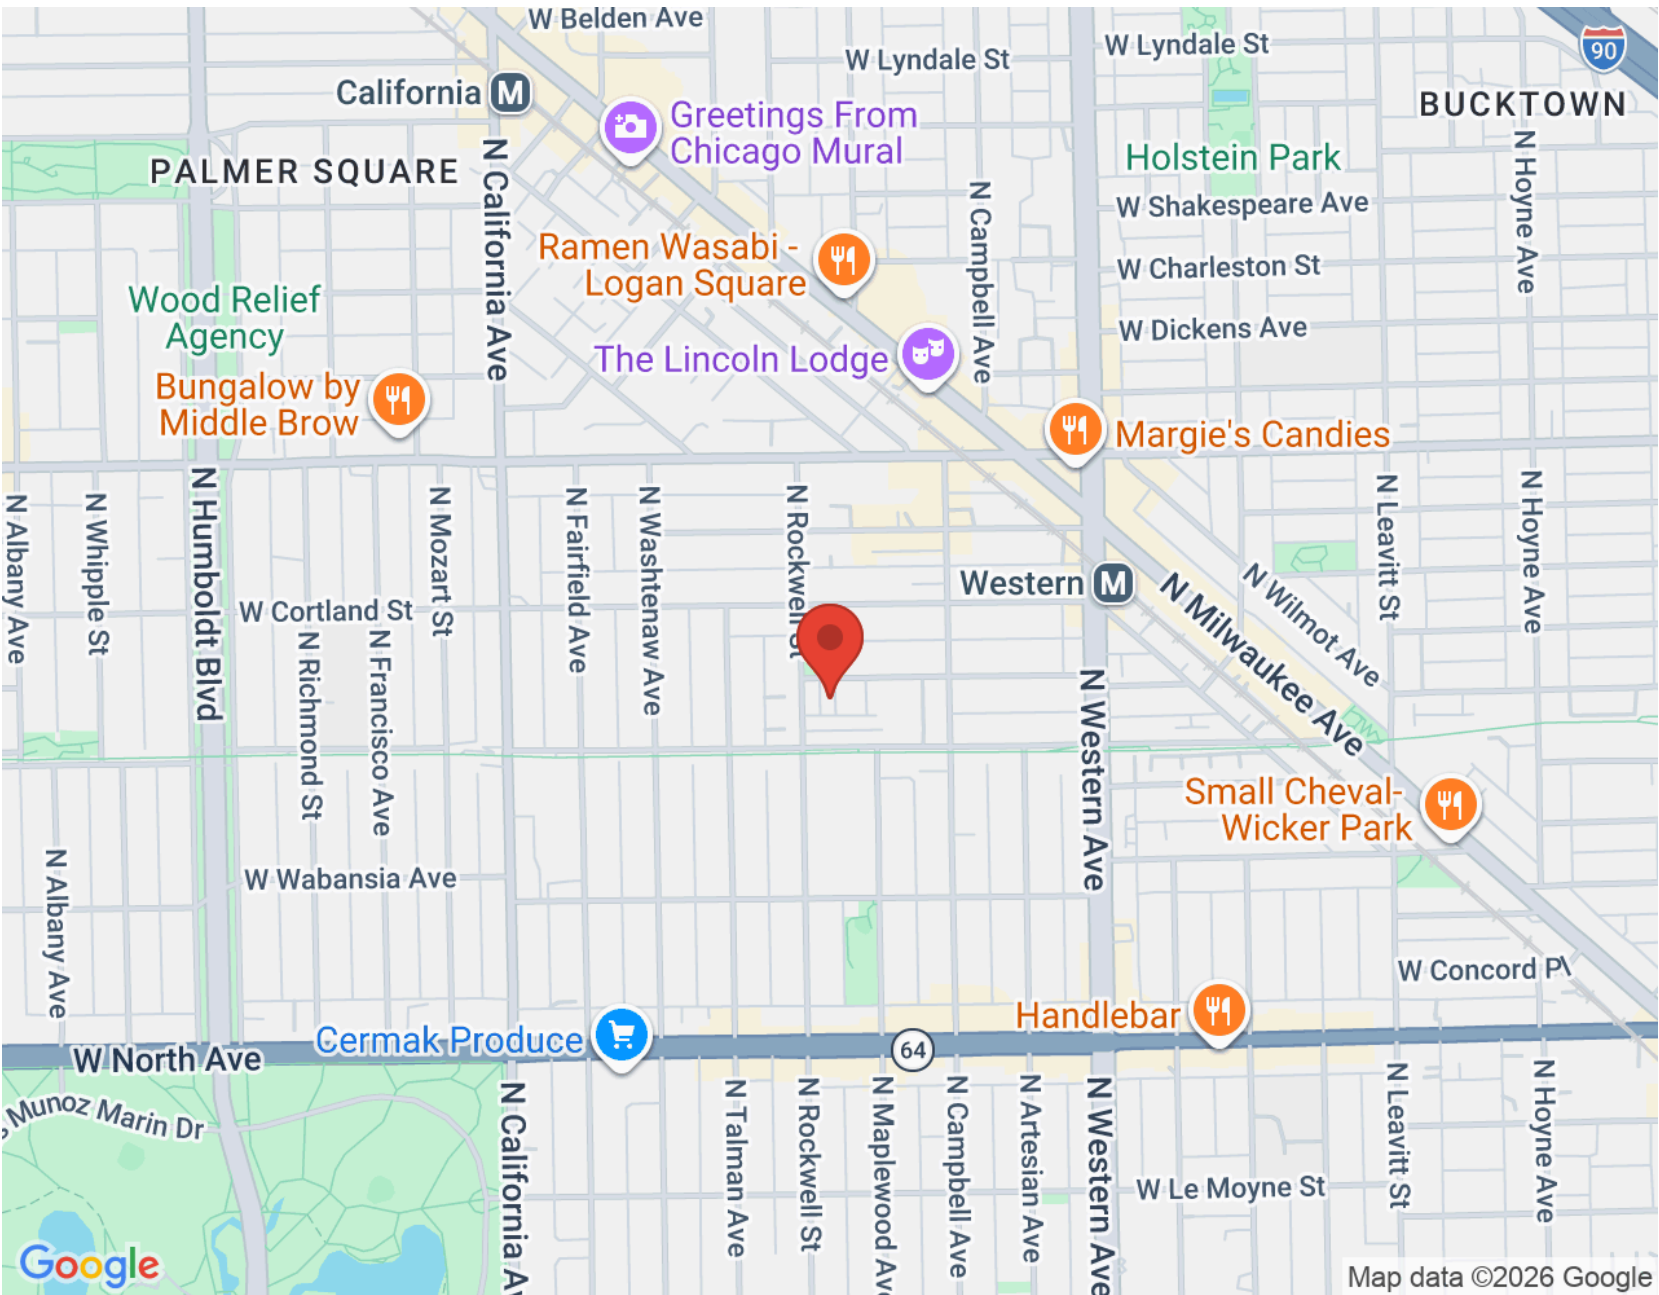 W Belden Ave
W Lyndale St
W Lyndale St
90
California
M
BUCKTOWN
Greetings From
Chicago Mural
PALMER SQUARE
Holstein Park
N California Ave
N Hoyne Ave
N Campbell Ave
W Shakespeare Ave
Ramen Wasabi -
Logan Square
W Charleston St
Wood Relief
Agency
W Dickens Ave
The Lincoln Lodge
Bungalow by
Middle Brow
Margie's Candies
N Albany Ave
N Whipple St
N Humboldt Blvd
N Mozart St
N Fairfield Ave
N Washtenaw Ave
N Rockwell St
N Leavitt St
N Hoyne Ave
Western
M
N Milwaukee Ave
N Wilmot Ave
W Cortland St
N Richmond St
N Francisco Ave
N Western Ave
Small Cheval-
Wicker Park
N Albany Ave
W Wabansia Ave
W Concord Pl
Handlebar
Cermak Produce
64
W North Ave
Munoz Marin Dr
N California Av
N Talman Ave
N Rockwell St
N Maplewood Av
N Campbell Ave
N Artesian Ave
N Western Ave
N Leavitt St
N Hoyne Ave
W Le Moyne St
Google
Map data ©2026 Google